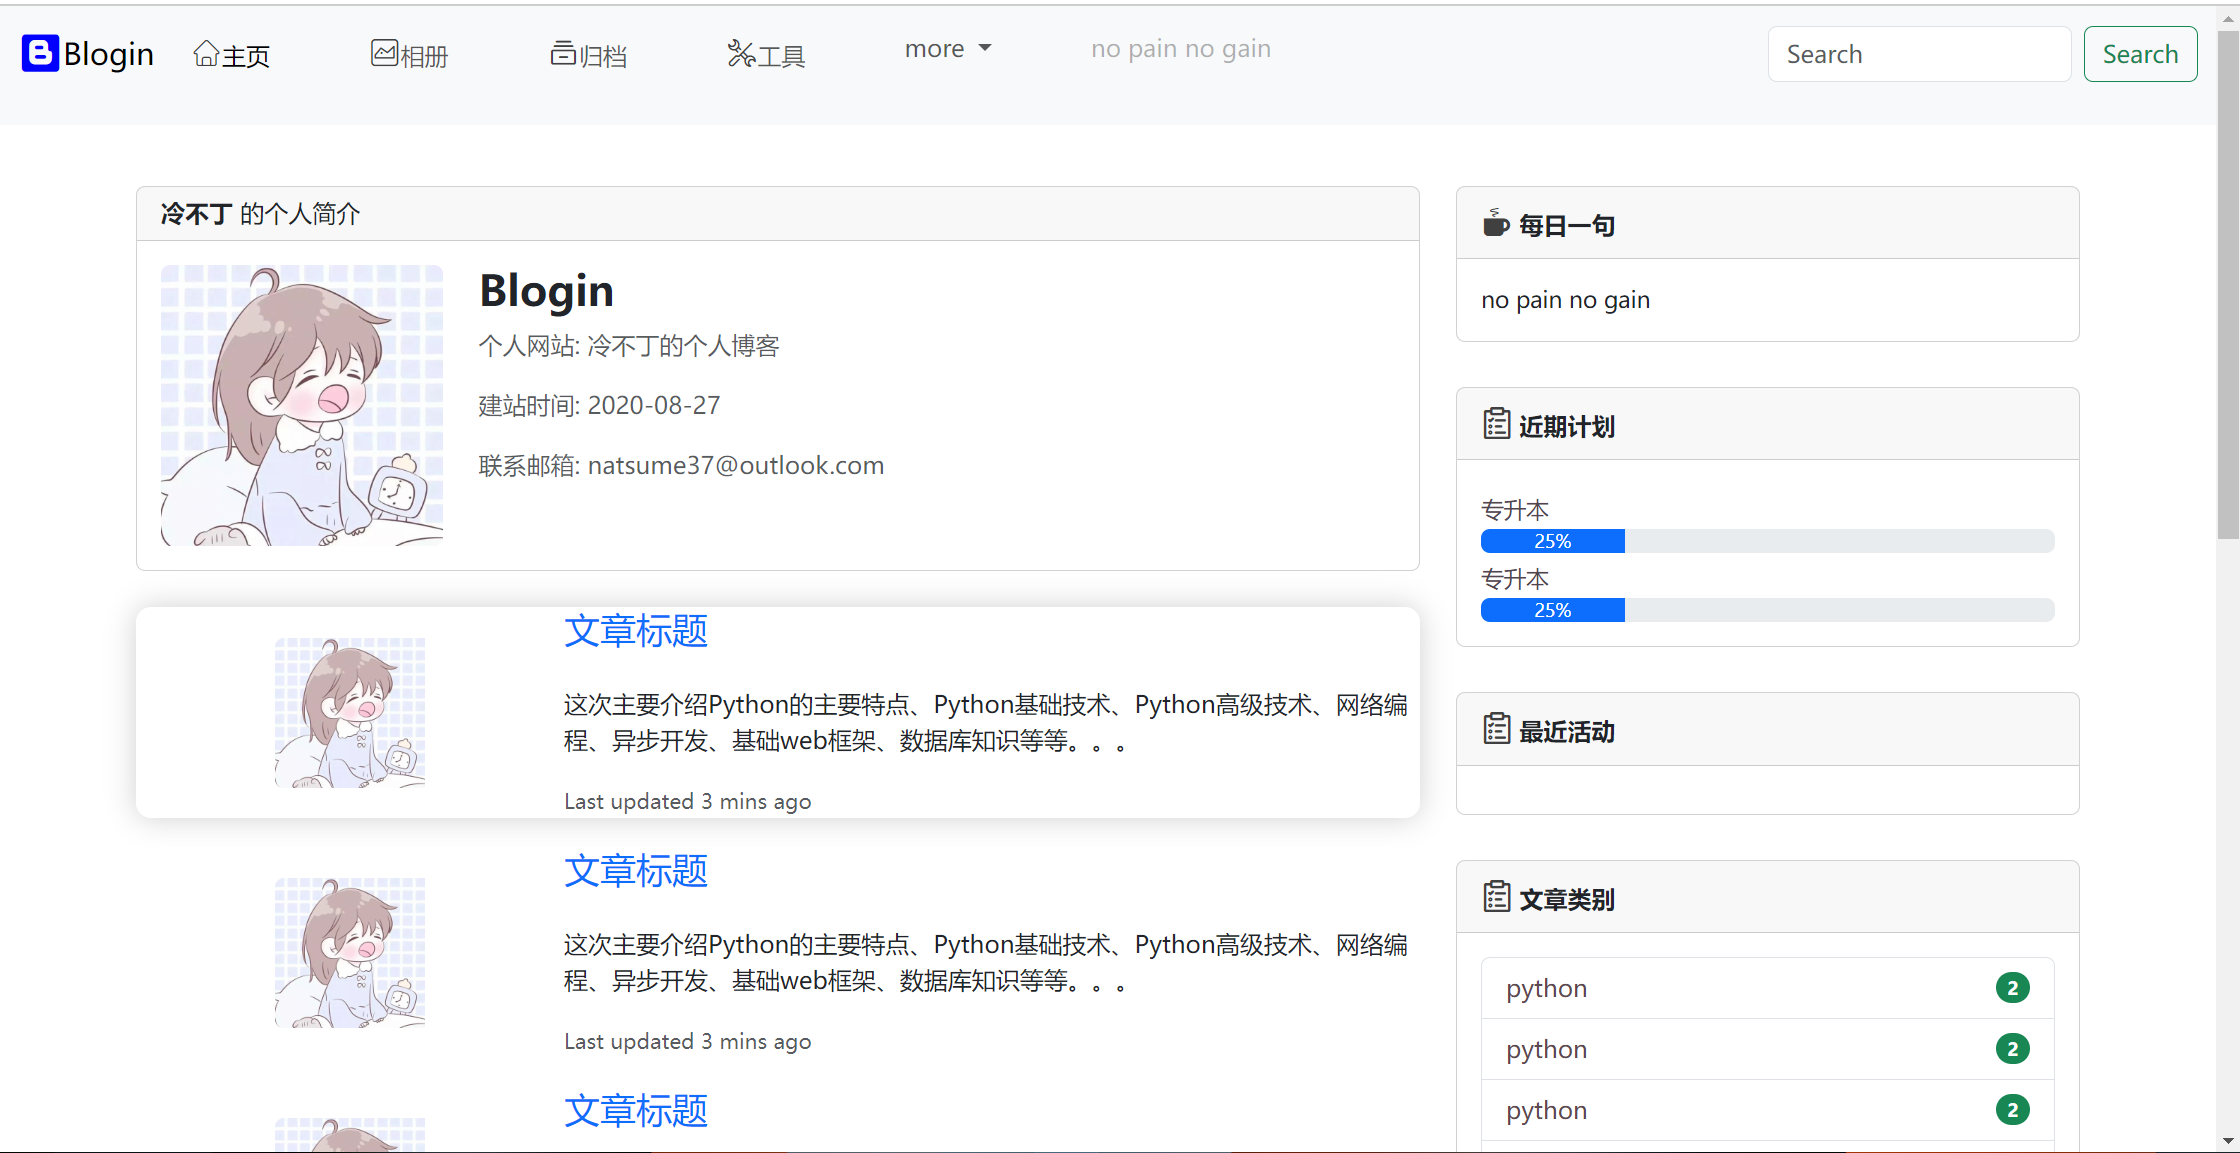 Blogin 主页 相册 归档 工具 more no pain no gain Search Search
冷不丁 的个人简介
Blogin
个人网站: 冷不丁的个人博客
建站时间: 2020-08-27
联系邮箱: natsume37@outlook.com
文章标题
这次主要介绍Python的主要特点、Python基础技术、Python高级技术、网络编
程、异步开发、基础web框架、数据库知识等等。。。
Last updated 3 mins ago
文章标题
这次主要介绍Python的主要特点、Python基础技术、Python高级技术、网络编
程、异步开发、基础web框架、数据库知识等等。。。
Last updated 3 mins ago
文章标题
每日一句
no pain no gain
近期计划
专升本
25%
专升本
25%
最近活动
文章类别
python 2
python 2
python 2